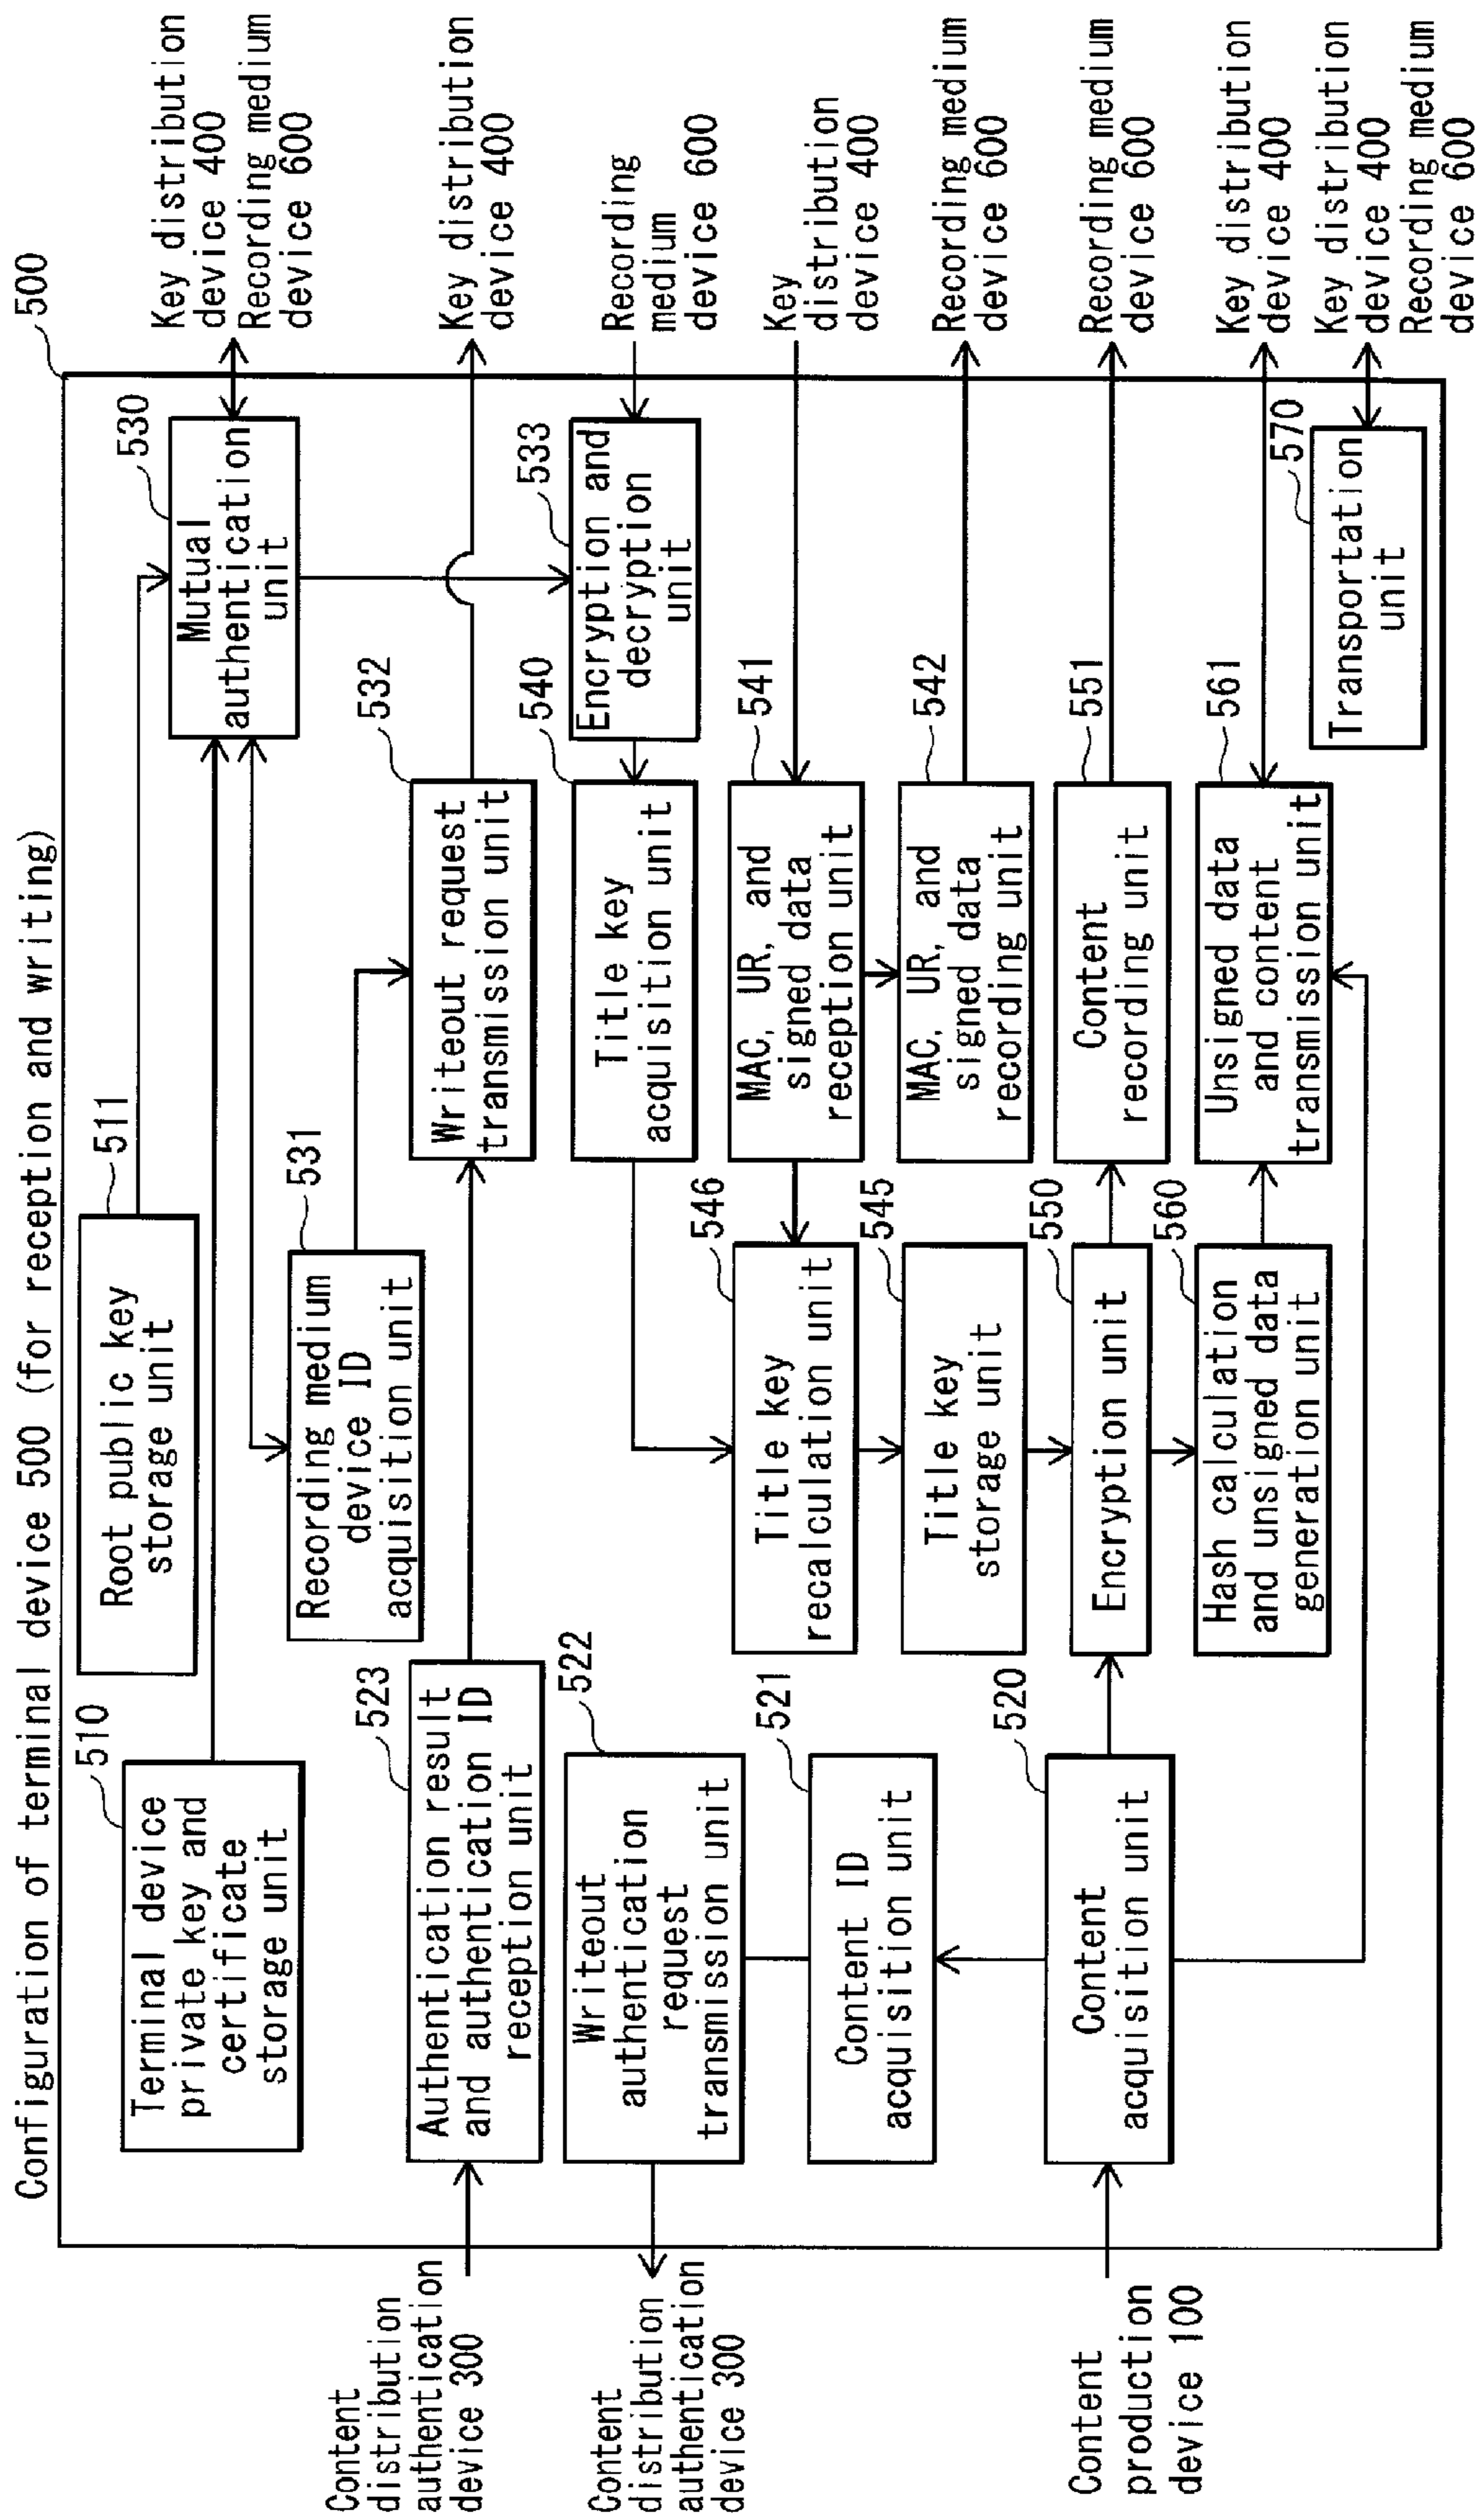 Configuration of terminal device 500 (for reception and writing)
500
510
Terminal device
private key and
certificate
storage unit
511
Root public key
storage unit
530
Mutual
authentication
unit
Key distribution
device 400
Recording medium
device 600
531
Recording medium
device ID
acquisition unit
Content
distribution
authentication
device 300
523
Authentication result
and authentication ID
reception unit
532
Writeout request
transmission unit
Key distribution
device 400
Content
distribution
authentication
device 300
522
Writeout
authentication
request
transmission unit
540
Title key
acquisition unit
533
Encryption and
decryption
unit
Recording
medium
device 600
546
Title key
recalculation unit
541
MAC, UR, and
signed data
reception unit
Key
distribution
device 400
521
Content ID
acquisition unit
545
Title key
storage unit
542
MAC, UR, and
signed data
recording unit
Recording medium
device 600
Content
production
device 100
520
Content
acquisition unit
550
Encryption unit
551
Content
recording unit
Recording medium
device 600
560
Hash calculation
and unsigned data
generation unit
561
Unsigned data
and content
transmission unit
Key distribution
device 400
570
Transportation
unit
Key distribution
device 400
Recording medium
device 600